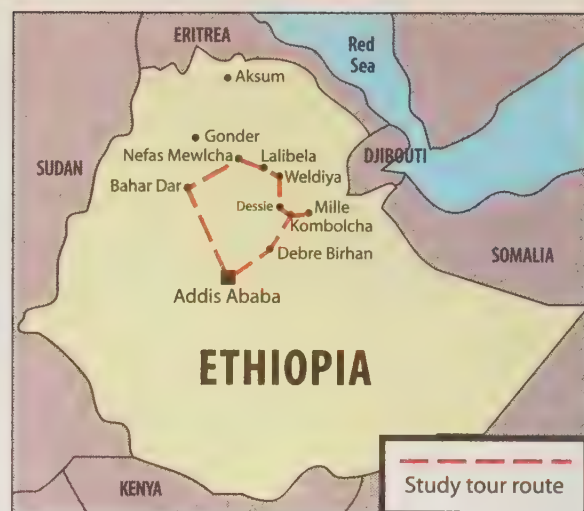 ERITREA
Red
Sea
Aksum
Gonder
Nefas Mewlcha
Lalibela
DJIBOUTI
SUDAN
Weldiya
Bahar Dar
Dessie
Mille
Kombolcha
SOMALIA
Debre Birhan
Addis Ababa
ETHIOPIA
KENYA
Study tour route